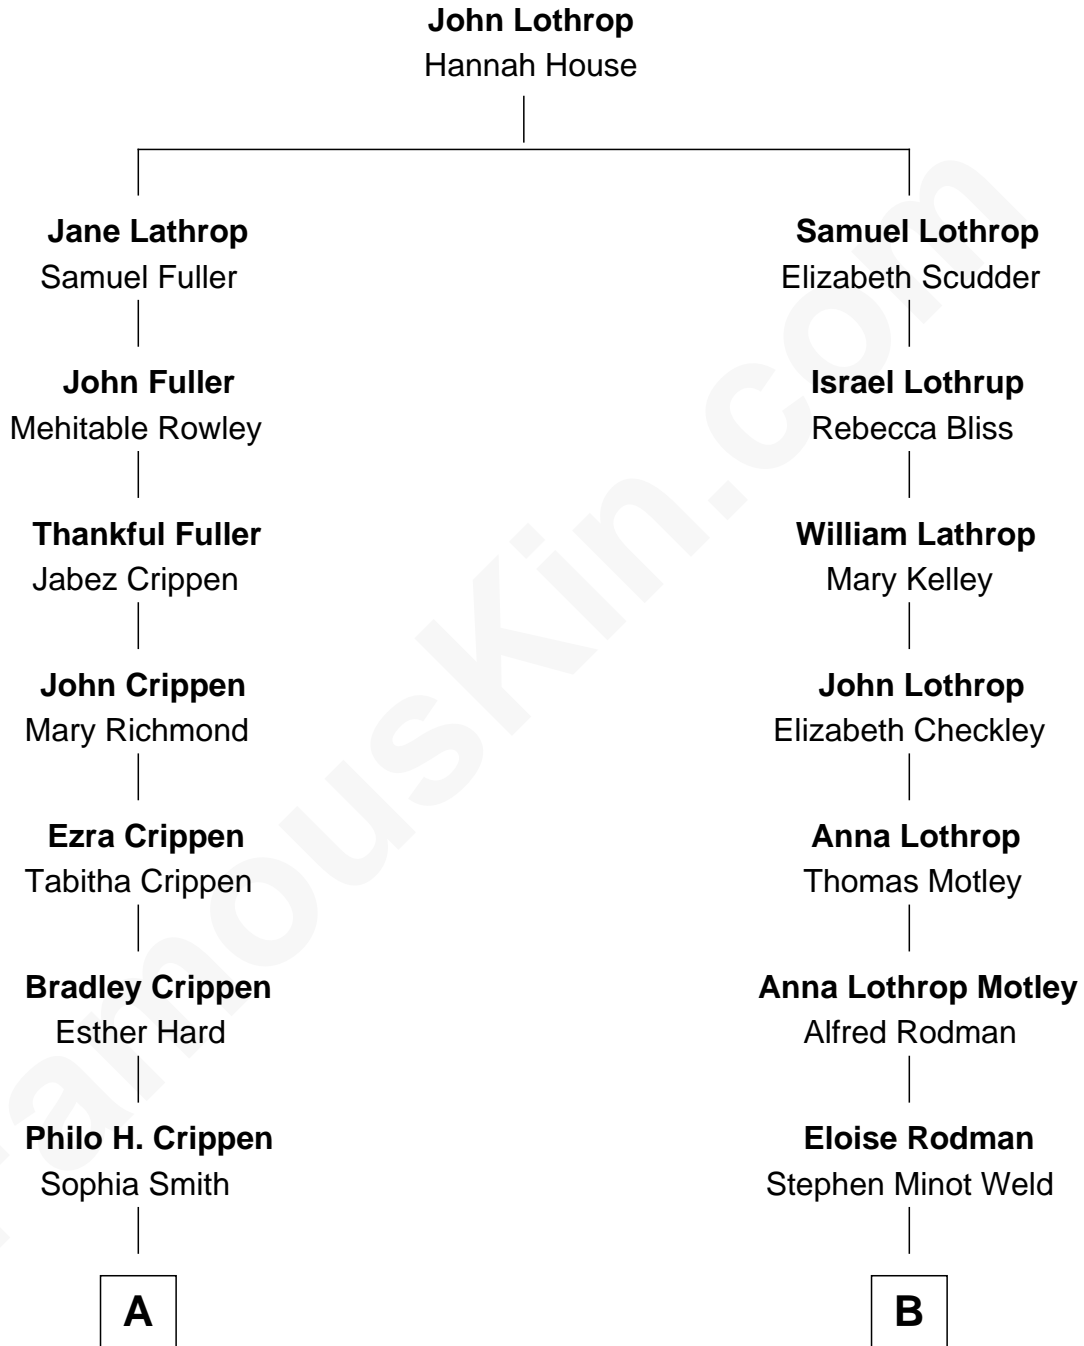 John Lothrop
Hannah House
Jane Lathrop
Samuel Fuller
John Fuller
Mehitable Rowley
Thankful Fuller
Jabez Crippen
John Crippen
Mary Richmond
Ezra Crippen
Tabitha Crippen
Bradley Crippen
Esther Hard
Philo H. Crippen
Sophia Smith
A
Samuel Lothrop
Elizabeth Scudder
Israel Lothrup
Rebecca Bliss
William Lathrop
Mary Kelley
John Lothrop
Elizabeth Checkley
Anna Lothrop
Thomas Motley
Anna Lothrop Motley
Alfred Rodman
Eloise Rodman
Stephen Minot Weld
B
famouskin.com